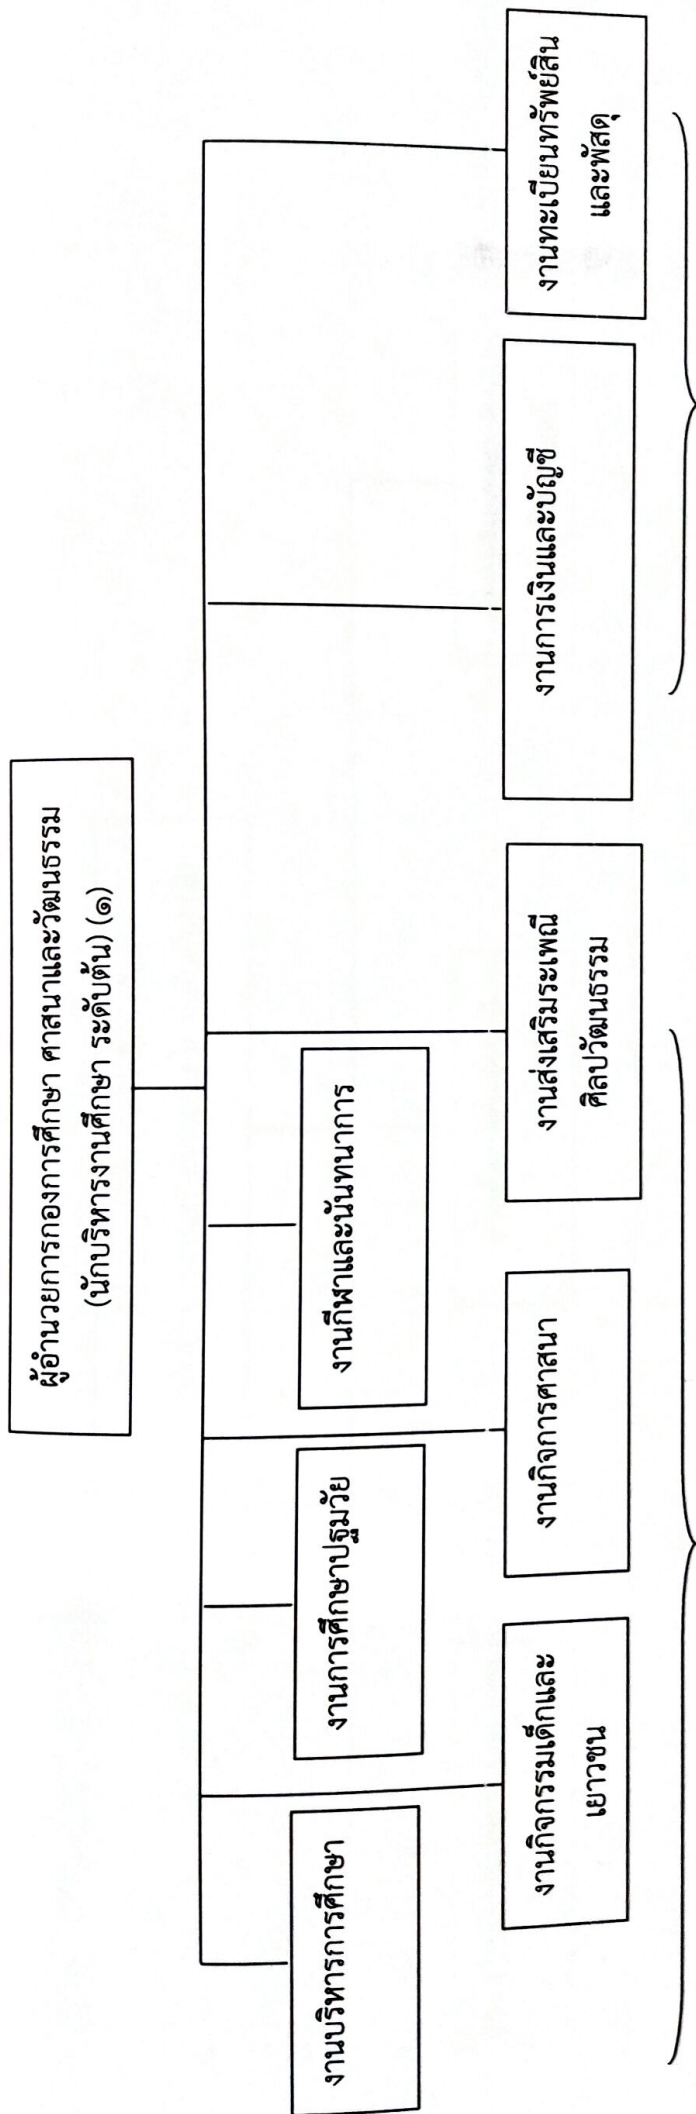 ผู้อำนวยการกองการศึกษา ศาสนาและวัฒนธรรม
(นักบริหารงานศึกษา ระดับต้น) (๑)
งานบริหารการศึกษา
งานการศึกษาปฐมวัย
งานกีฬาและนันทนาการ
งานกิจกรรมเด็กและ
เยาวชน
งานกิจการศาสนา
งานส่งเสริมระเพณี
ศิลปวัฒนธรรม
งานการเงินและบัญชี
งานทะเบียนทรัพย์สิน
และพัสดุ